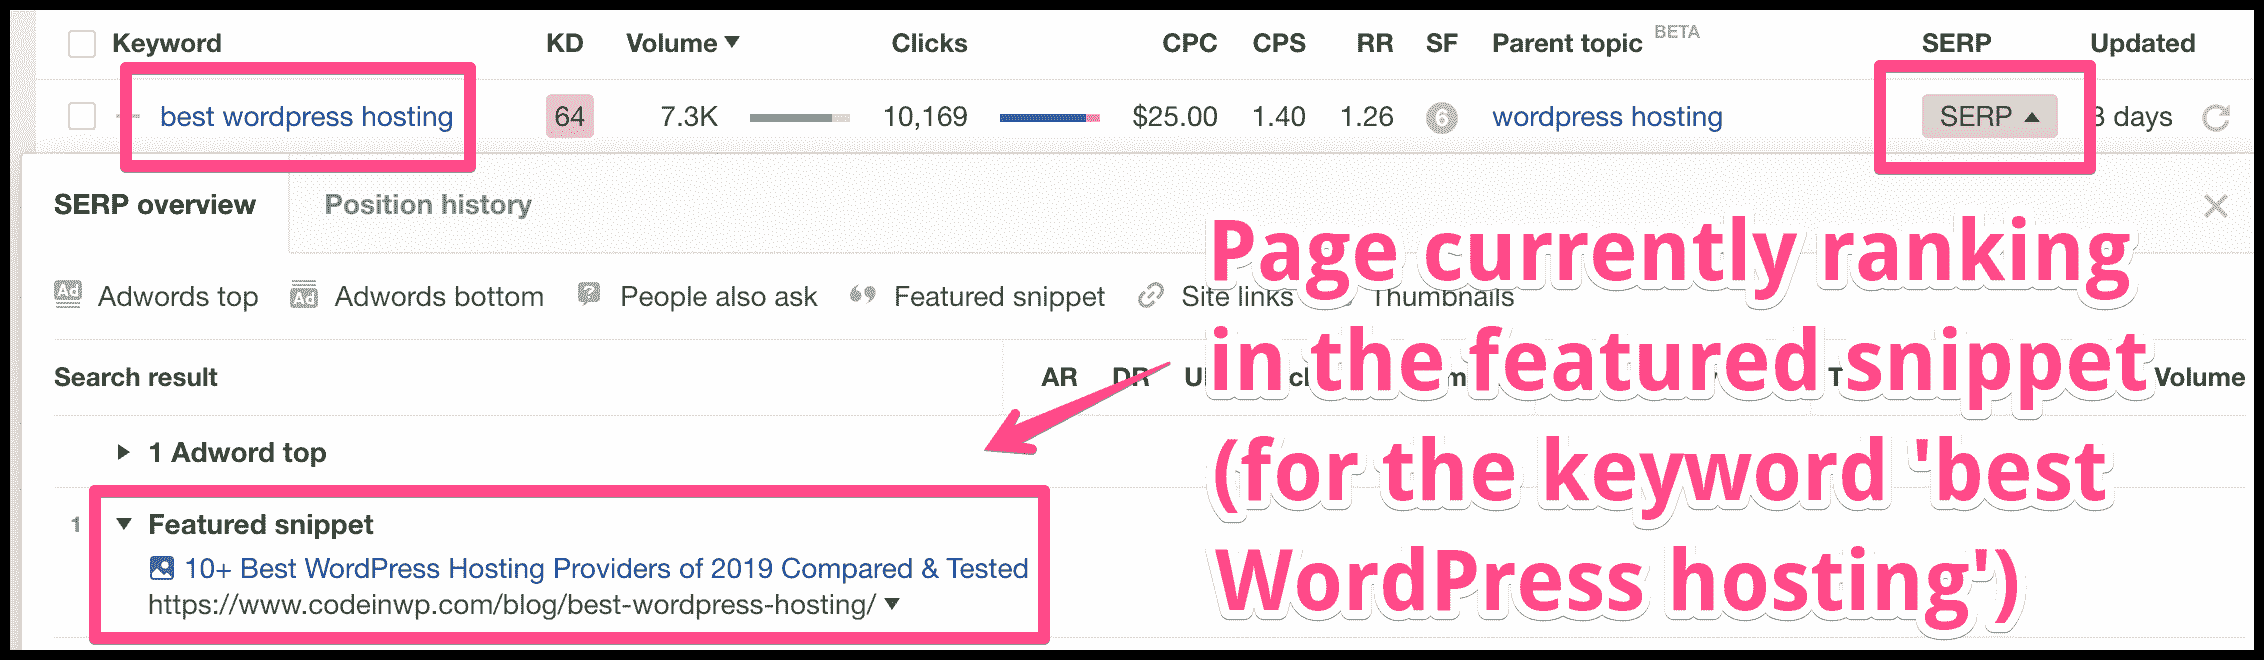 Keyword KD Volume Clicks CPC CPS RR SF Parent topic BETA SERP Updated
best wordpress hosting 64 7.3K 10,169 $25.00 1.40 1.26 6 wordpress hosting SERP 3 days
SERP overview Position history
Page currently ranking
in the featured snippet
(for the keyword 'best
WordPress hosting')
Ad Adwords top Ad Adwords bottom ? People also ask Featured snippet Site links Thumbnails
Search result AR DR Volume
1 Adword top
1 Featured snippet
10+ Best WordPress Hosting Providers of 2019 Compared & Tested
https://www.codeinwp.com/blog/best-wordpress-hosting/